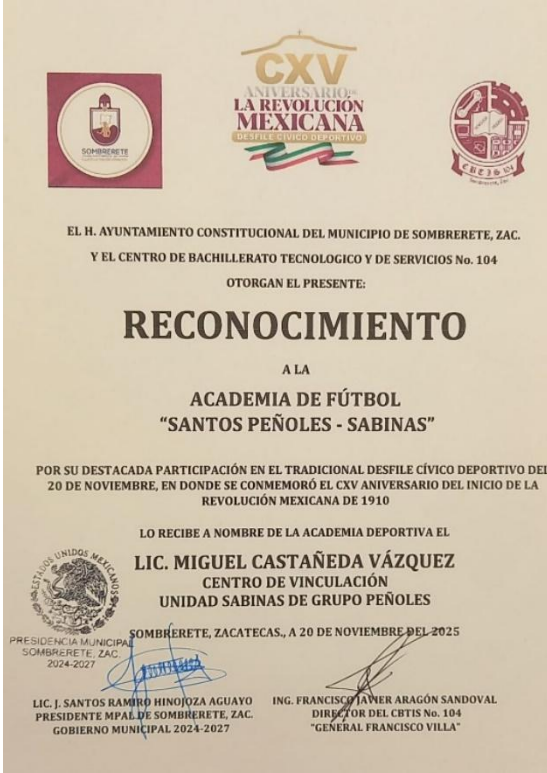 CXV
ANIVERSARIO DE
LA REVOLUCIÓN
MEXICANA
DESFILE CÍVICO DEPORTIVO
SOMBRERETE
CBTIS 104
Sombrerete, Zac.
EL H. AYUNTAMIENTO CONSTITUCIONAL DEL MUNICIPIO DE SOMBRERETE, ZAC.
Y EL CENTRO DE BACHILLERATO TECNOLOGICO Y DE SERVICIOS No. 104
OTORGAN EL PRESENTE:
RECONOCIMIENTO
A LA
ACADEMIA DE FÚTBOL
“SANTOS PEÑOLES - SABINAS”
POR SU DESTACADA PARTICIPACIÓN EN EL TRADICIONAL DESFILE CÍVICO DEPORTIVO DEL
20 DE NOVIEMBRE, EN DONDE SE CONMEMORÓ EL CXV ANIVERSARIO DEL INICIO DE LA
REVOLUCIÓN MEXICANA DE 1910
LO RECIBE A NOMBRE DE LA ACADEMIA DEPORTIVA EL
LIC. MIGUEL CASTAÑEDA VÁZQUEZ
CENTRO DE VINCULACIÓN
UNIDAD SABINAS DE GRUPO PEÑOLES
ESTADOS UNIDOS MEXICANOS
PRESIDENCIA MUNICIPAL
SOMBRERETE, ZAC.
2024-2027
SOMBRERETE, ZACATECAS., A 20 DE NOVIEMBRE DEL 2025
LIC. J. SANTOS RAMIRO HINOJOZA AGUAYO
PRESIDENTE MPAL DE SOMBRERETE, ZAC.
GOBIERNO MUNICIPAL 2024-2027
ING. FRANCISCO JAVIER ARAGÓN SANDOVAL
DIRECTOR DEL CBTIS No. 104
"GENERAL FRANCISCO VILLA"